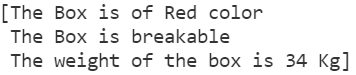 [The Box is of Red color
The Box is breakable
The weight of the box is 34 Kg]